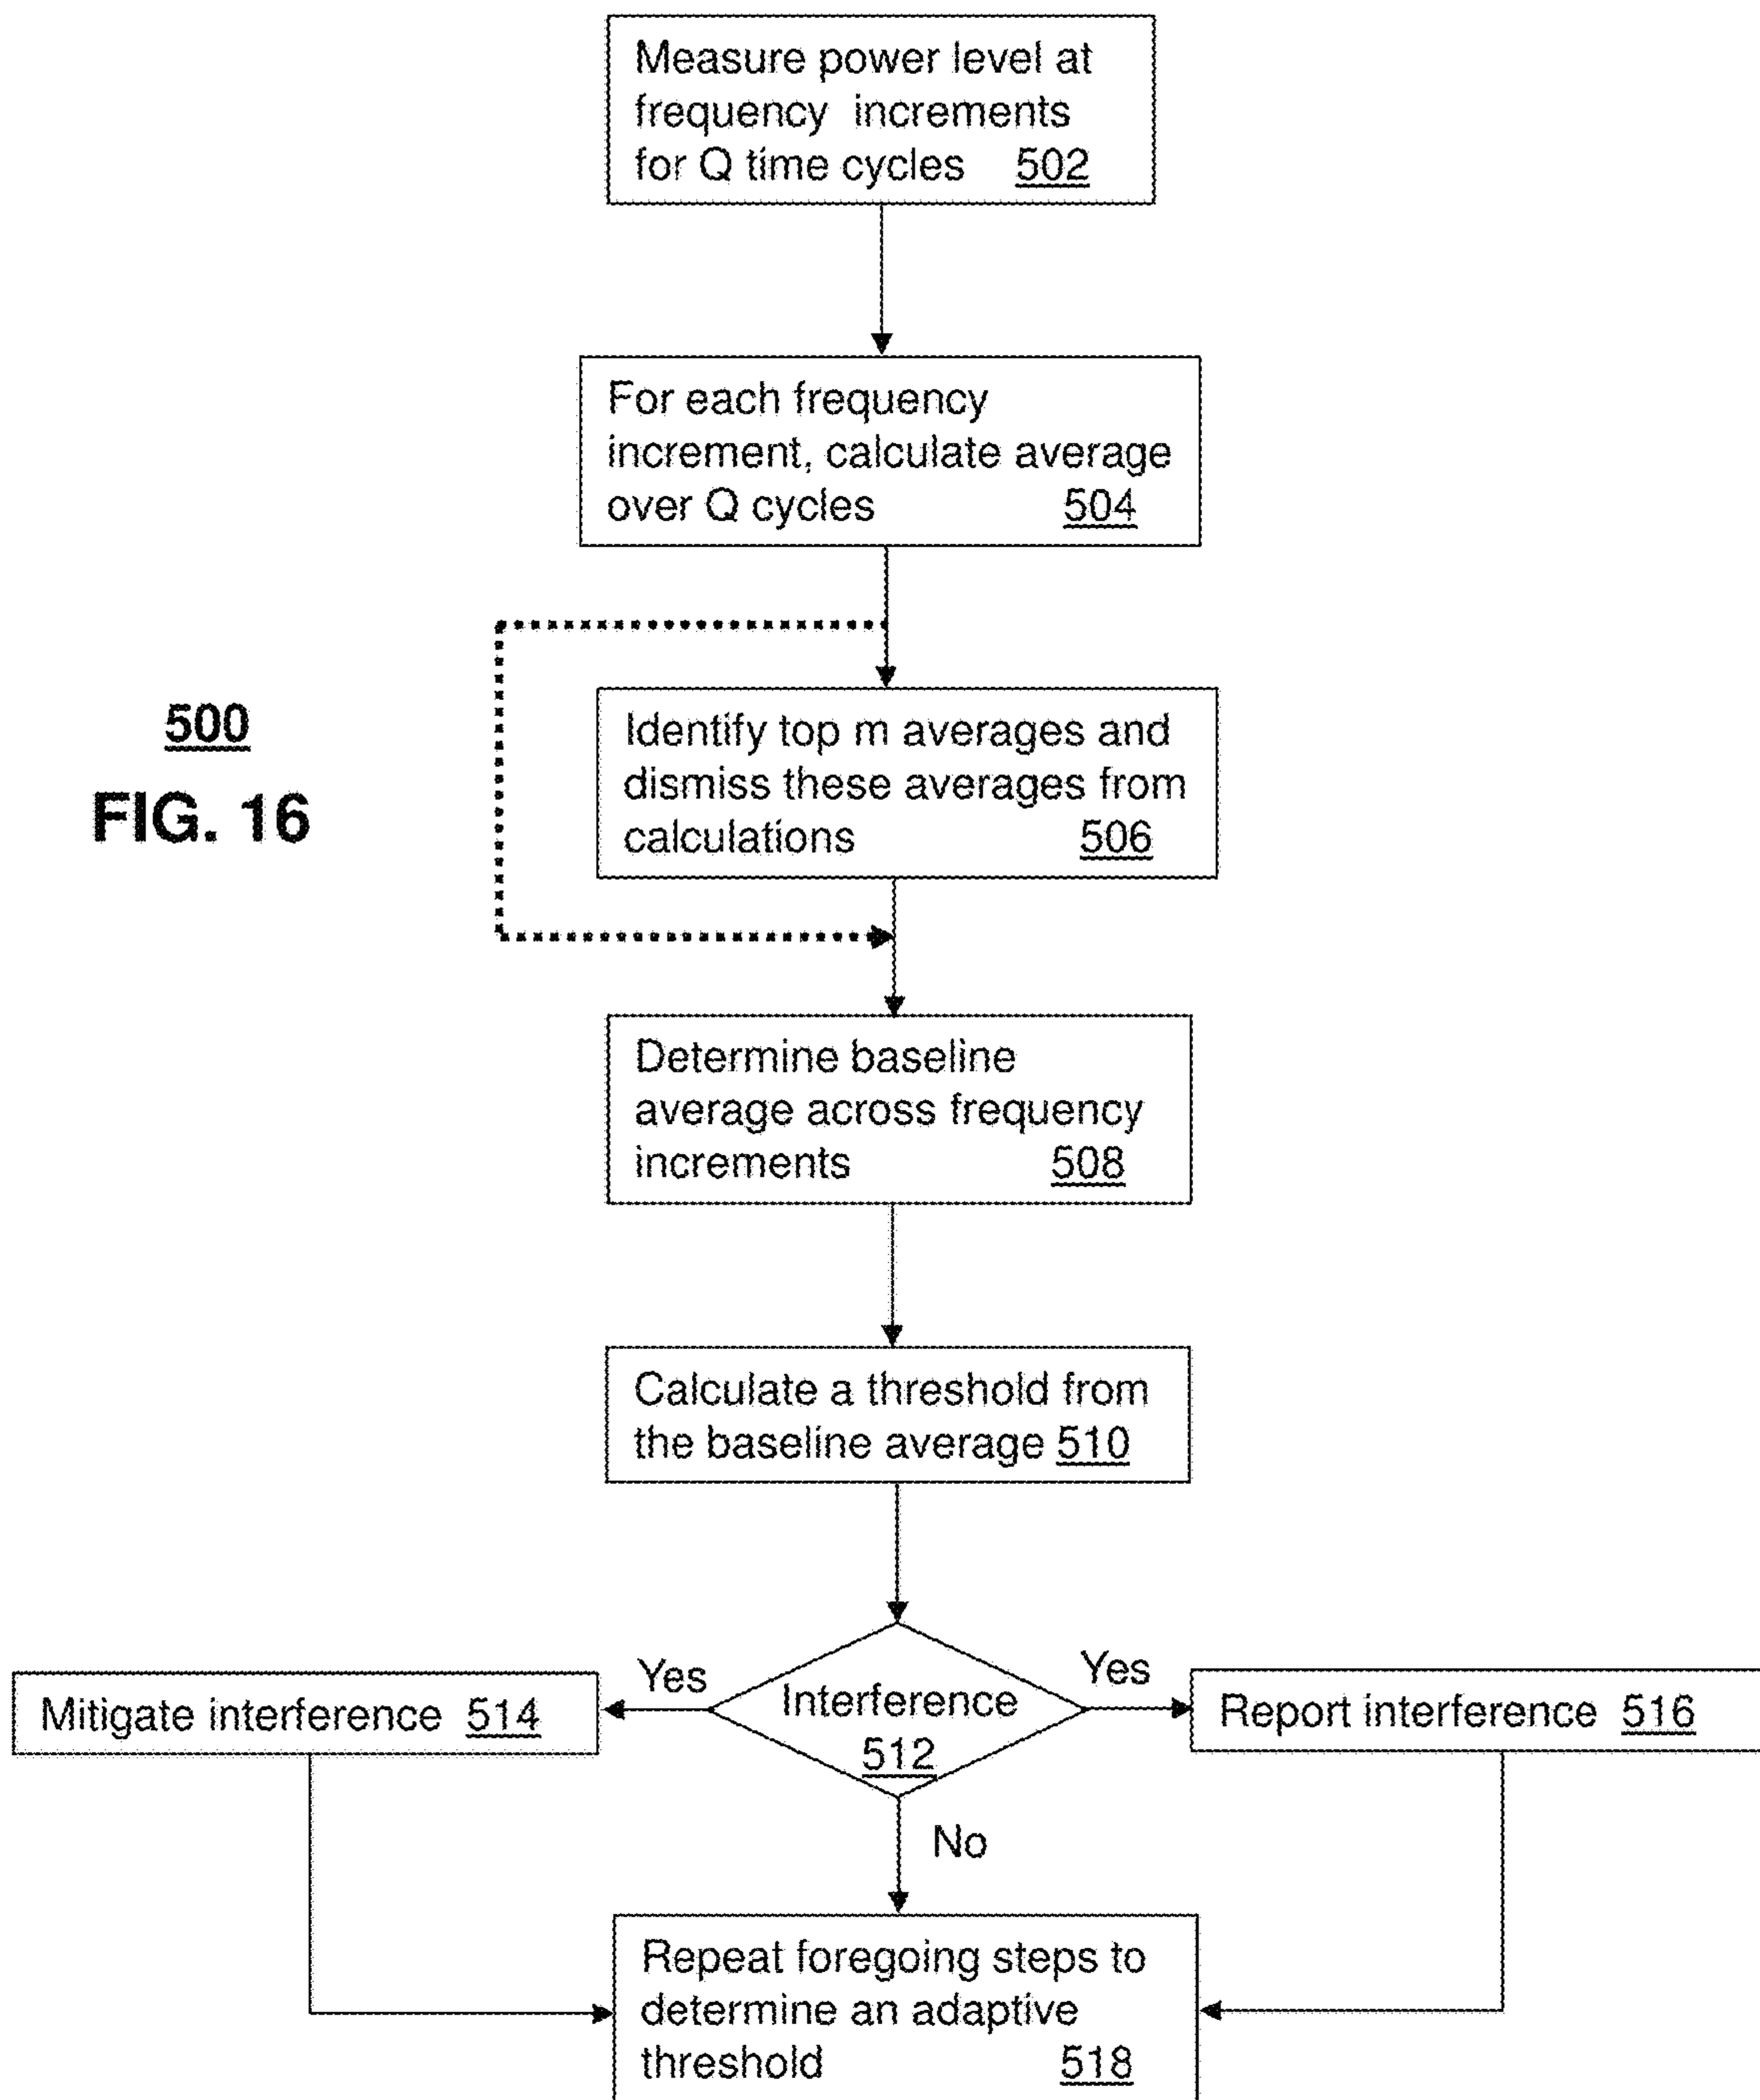 Measure power level at
frequency increments
for Q time cycles 502
For each frequency
increment, calculate average
over Q cycles 504
500
FIG. 16
Identify top m averages and
dismiss these averages from
calculations 506
Determine baseline
average across frequency
increments 508
Calculate a threshold from
the baseline average 510
Yes
Yes
Mitigate interference 514
Interference
512
Report interference 516
No
Repeat foregoing steps to
determine an adaptive
threshold 518